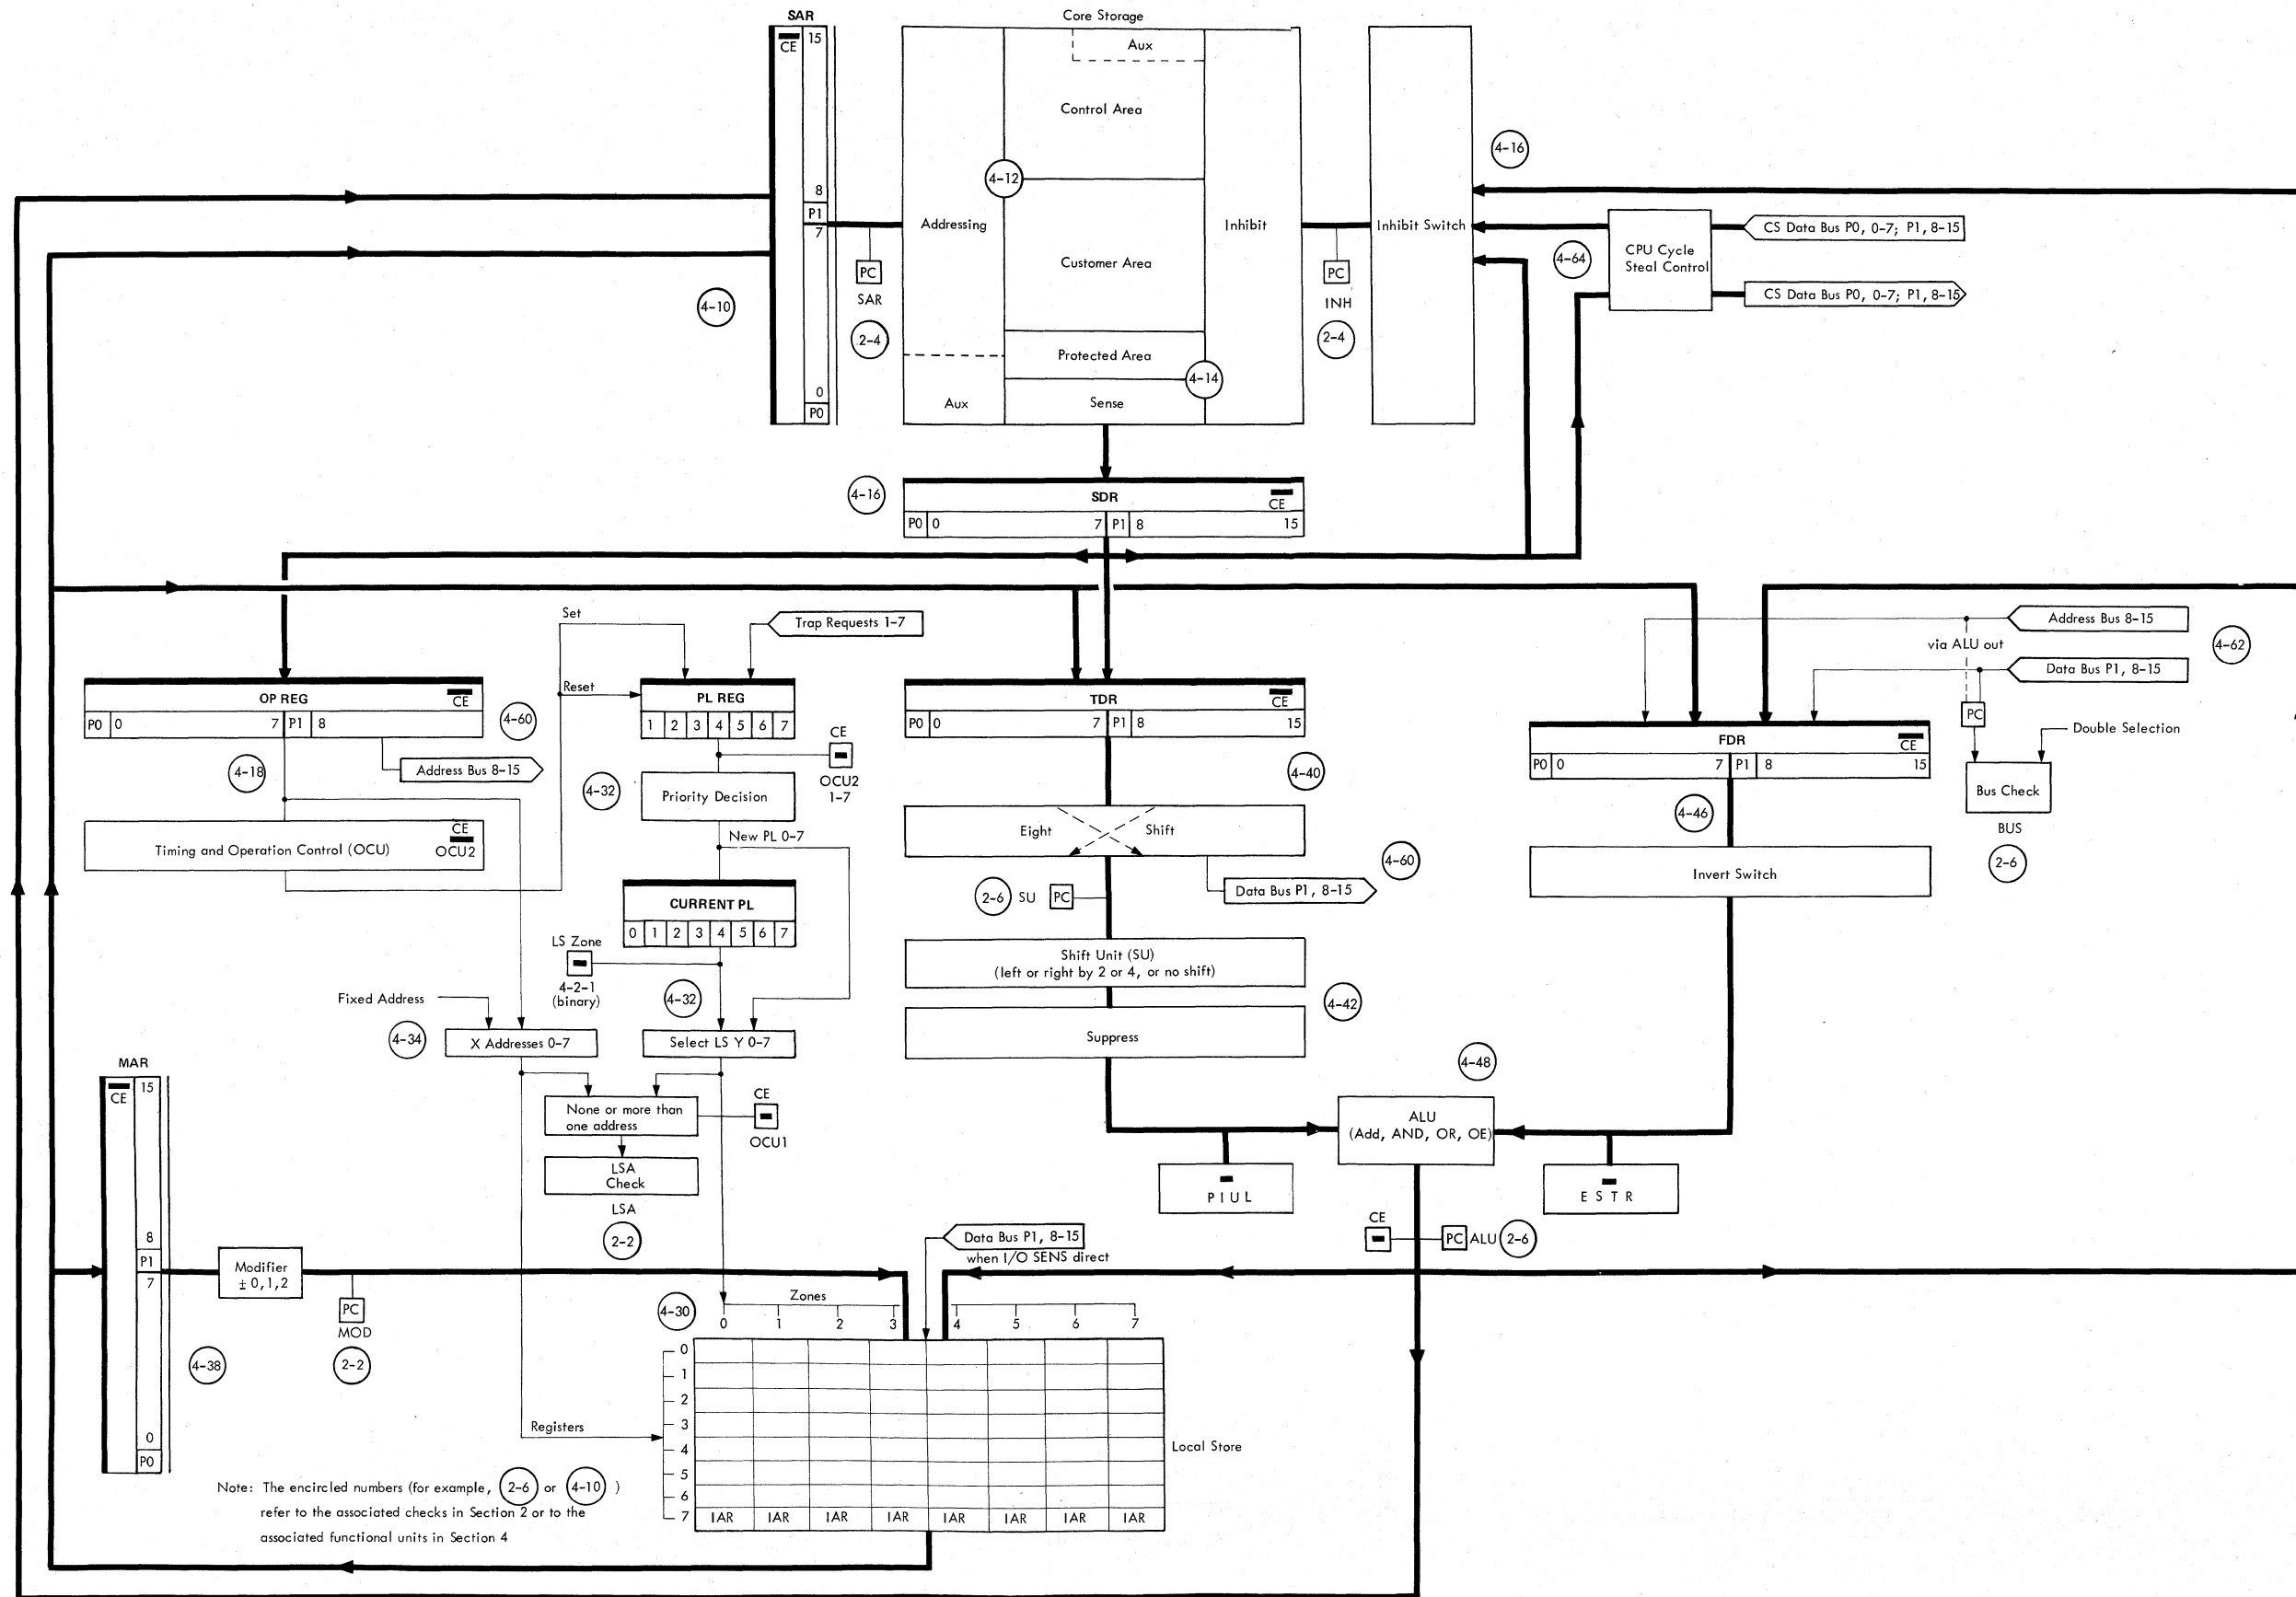 SAR
CE
15
8
P1
7
0
P0
4-10
PC
SAR
2-4
Core Storage
Aux
Control Area
4-12
Addressing
Customer Area
Inhibit
Protected Area
4-14
Aux
Sense
PC
INH
2-4
Inhibit Switch
4-16
4-64
CPU Cycle
Steal Control
CS Data Bus P0, 0-7; P1, 8-15
CS Data Bus P0, 0-7; P1, 8-15
4-16
SDR
CE
P0 0 7 P1 8 15
OP REG
CE
P0 0 7 P1 8
4-60
4-18
Address Bus 8-15
Timing and Operation Control (OCU)
CE
OCU2
Set
Reset
Trap Requests 1-7
PL REG
1 2 3 4 5 6 7
CE
OCU2
1-7
4-32
Priority Decision
New PL 0-7
CURRENT PL
0 1 2 3 4 5 6 7
LS Zone
4-2-1
(binary)
4-32
Fixed Address
4-34
X Addresses 0-7
Select LS Y 0-7
None or more than
one address
CE
OCU1
LSA
Check
LSA
2-2
TDR
CE
P0 0 7 P1 8 15
4-40
Eight Shift
4-60
Data Bus P1, 8-15
2-6 SU PC
Shift Unit (SU)
(left or right by 2 or 4, or no shift)
4-42
Suppress
Address Bus 8-15
via ALU out
4-62
Data Bus P1, 8-15
PC
Double Selection
FDR
CE
P0 0 7 P1 8 15
Bus Check
BUS
2-6
4-46
Invert Switch
4-48
ALU
(Add, AND, OR, OE)
P I U L
E S T R
CE
PC ALU 2-6
MAR
CE
15
8
P1
7
0
P0
4-38
Modifier
± 0,1,2
PC
MOD
2-2
Data Bus P1, 8-15
when I/O SENS direct
4-30
Zones
0 1 2 3 4 5 6 7
0
1
2
3
4
5
6
7
Registers
IAR IAR IAR IAR IAR IAR IAR IAR
Local Store
Note: The encircled numbers (for example, 2-6 or 4-10 )
refer to the associated checks in Section 2 or to the
associated functional units in Section 4